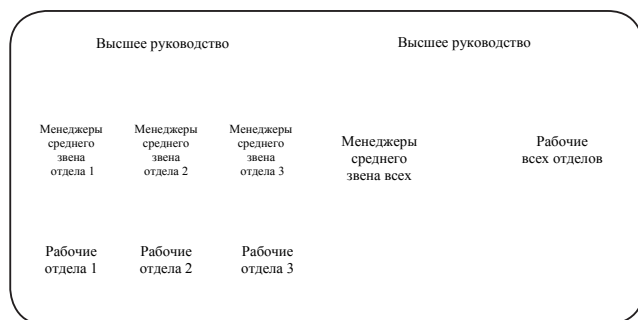 Высшее руководство
Высшее руководство
Менеджеры
среднего
звена
отдела 1
Менеджеры
среднего
звена
отдела 2
Менеджеры
среднего
звена
отдела 3
Менеджеры
среднего
звена всех
Рабочие
всех отделов
Рабочие
отдела 1
Рабочие
отдела 2
Рабочие
отдела 3